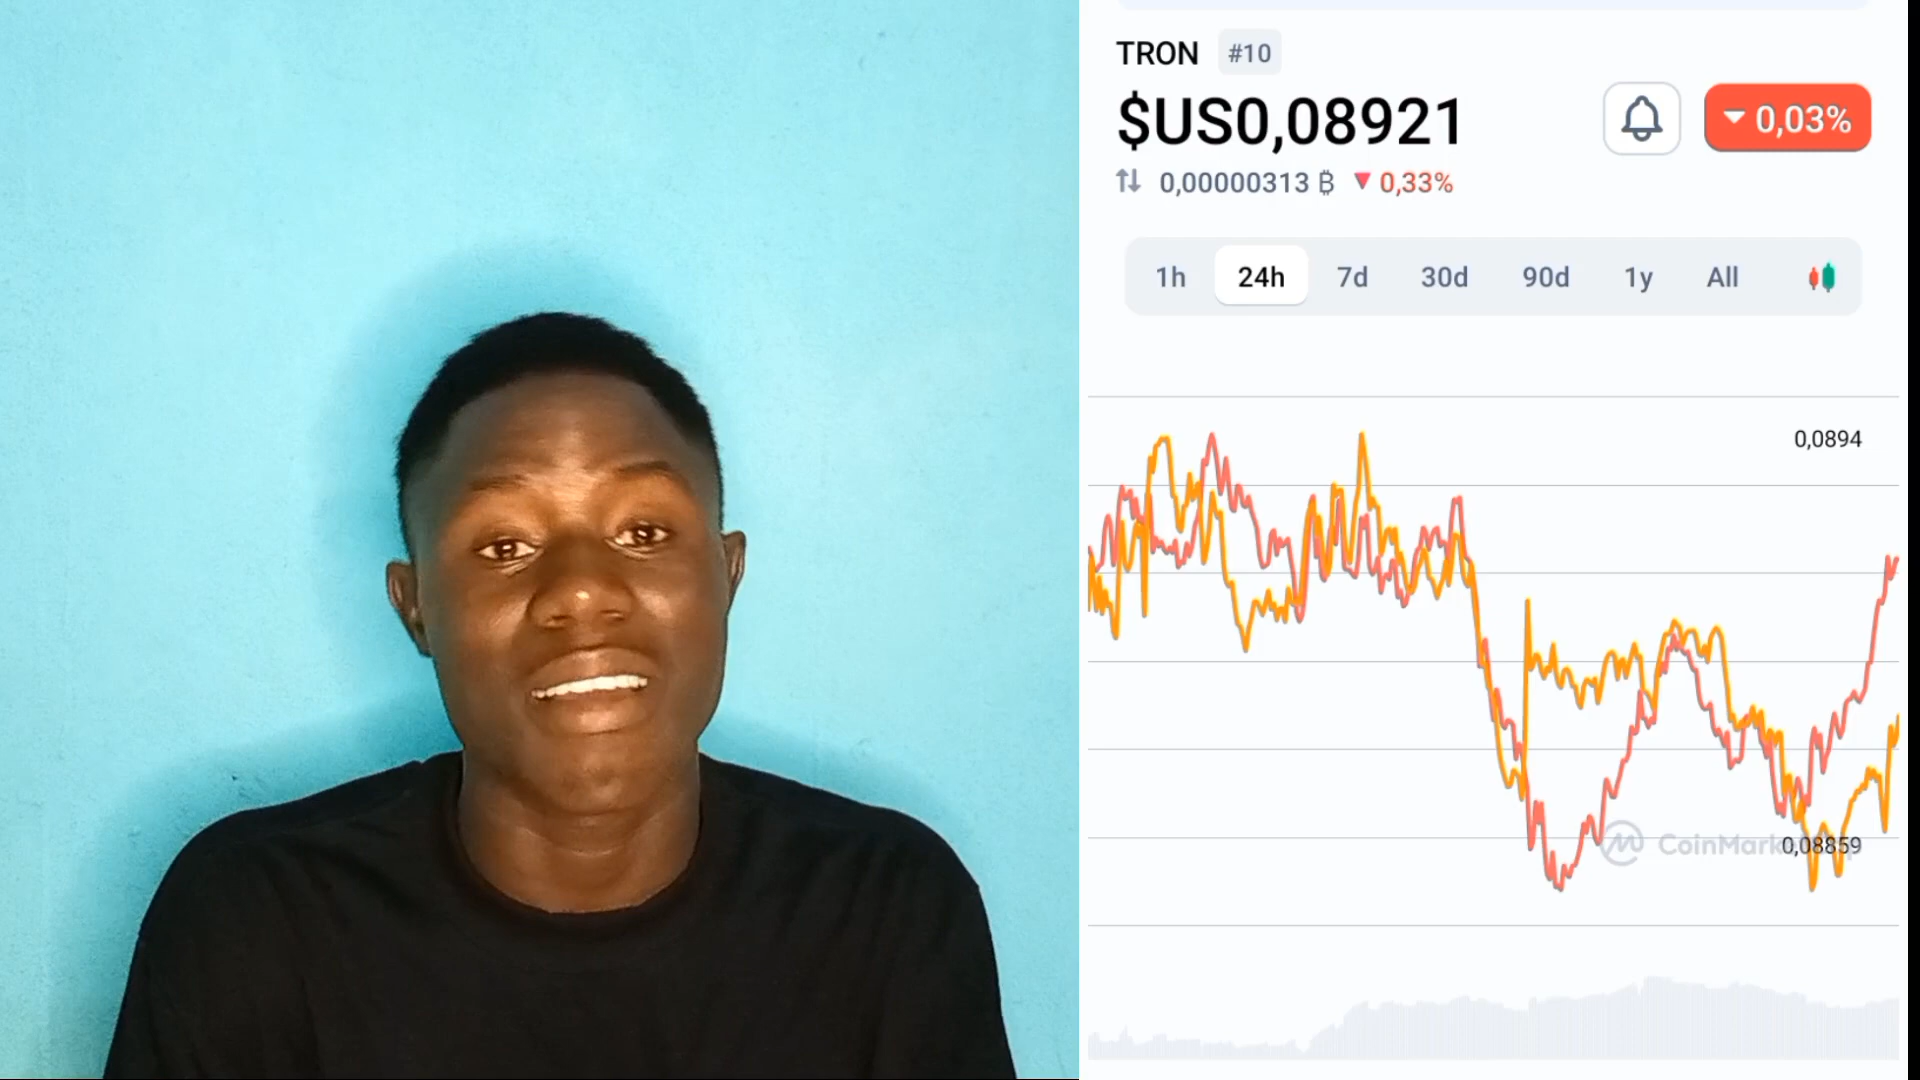 TRON #10
$US0,08921
0,03%
0,00000313 ₿ 0,33%
1h 24h 7d 30d 90d 1y All
0,0894
CoinMark
0,08859